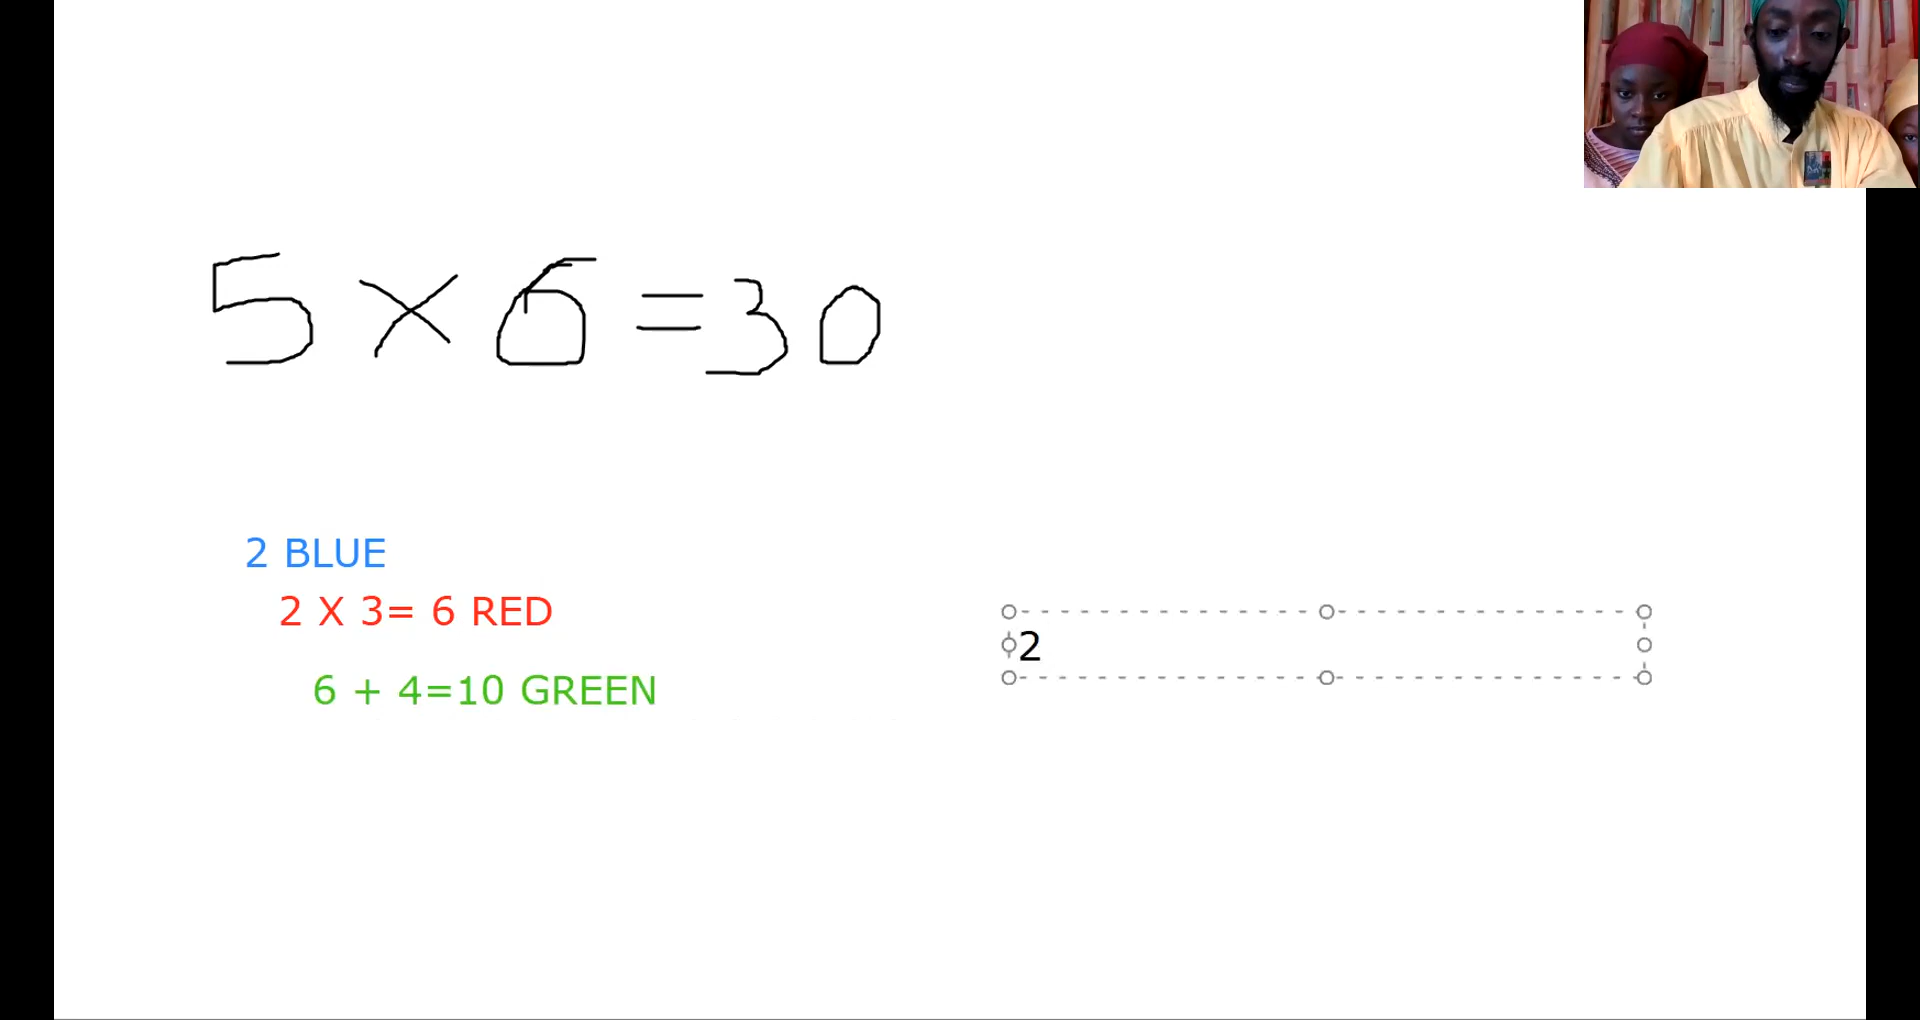 5 × 6 = 30
2 BLUE
2 X 3= 6 RED
2
6 + 4=10 GREEN